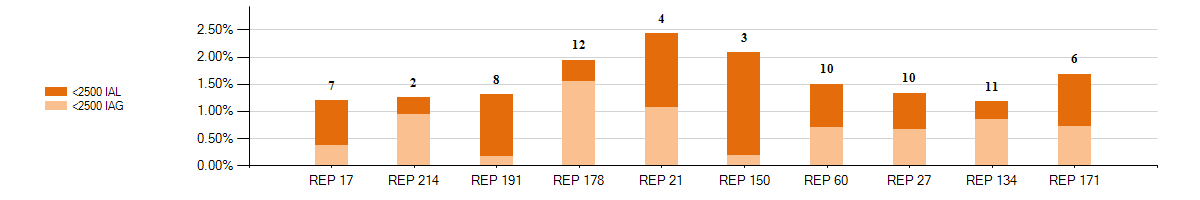 <2500 IAL
<2500 IAG
2.50%
2.00%
1.50%
1.00%
0.50%
0.00%
7
2
8
12
4
3
10
10
11
6
REP 17
REP 214
REP 191
REP 178
REP 21
REP 150
REP 60
REP 27
REP 134
REP 171